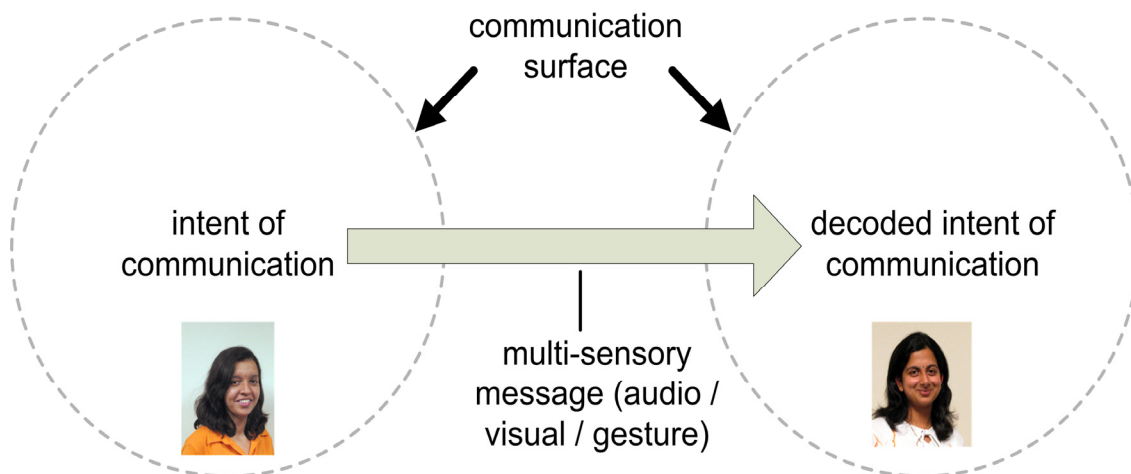 communication
surface
intent of
communication
decoded intent of
communication
multi-sensory
message (audio /
visual / gesture)